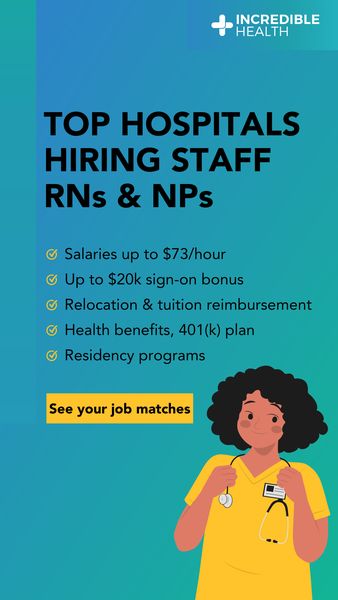 INCREDIBLE
HEALTH
TOP HOSPITALS
HIRING STAFF
RNs & NPs
Salaries up to $73/hour
Up to $20k sign-on bonus
Relocation & tuition reimbursement
Health benefits, 401(k) plan
Residency programs
See your job matches